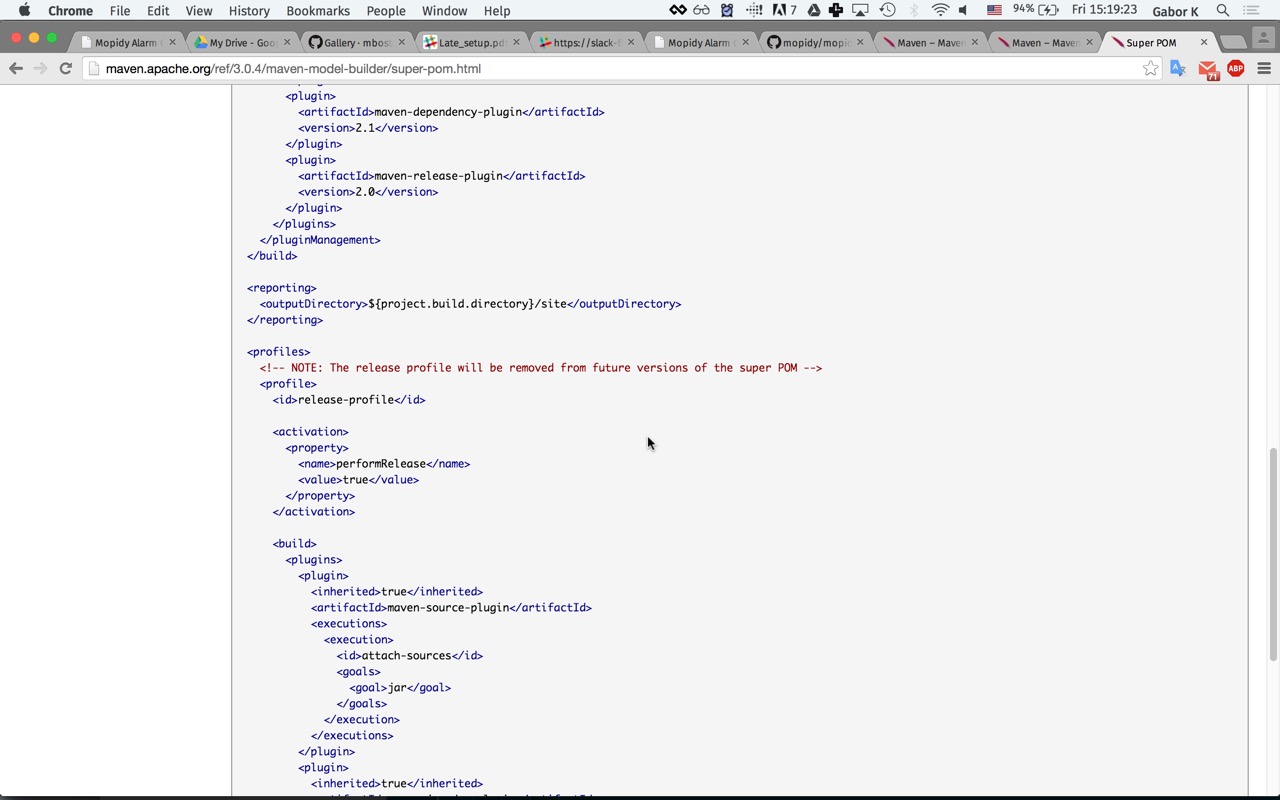 Chrome File Edit View History Bookmarks People Window Help 7 94% Fri 15:19:23 Gabor K
Mopidy Alarm C My Drive - Goo Gallery · mbost Late_setup.pd https://slack-f Mopidy Alarm C mopidy/mopic Maven – Maven Maven – Maven Super POM
maven.apache.org/ref/3.0.4/maven-model-builder/super-pom.html 71 ABP
<plugin>
<artifactId>maven-dependency-plugin</artifactId>
<version>2.1</version>
</plugin>
<plugin>
<artifactId>maven-release-plugin</artifactId>
<version>2.0</version>
</plugin>
</plugins>
</pluginManagement>
</build>
<reporting>
<outputDirectory>${project.build.directory}/site</outputDirectory>
</reporting>
<profiles>
<!-- NOTE: The release profile will be removed from future versions of the super POM -->
<profile>
<id>release-profile</id>
<activation>
<property>
<name>performRelease</name>
<value>true</value>
</property>
</activation>
<build>
<plugins>
<plugin>
<inherited>true</inherited>
<artifactId>maven-source-plugin</artifactId>
<executions>
<execution>
<id>attach-sources</id>
<goals>
<goal>jar</goal>
</goals>
</execution>
</executions>
</plugin>
<plugin>
<inherited>true</inherited>